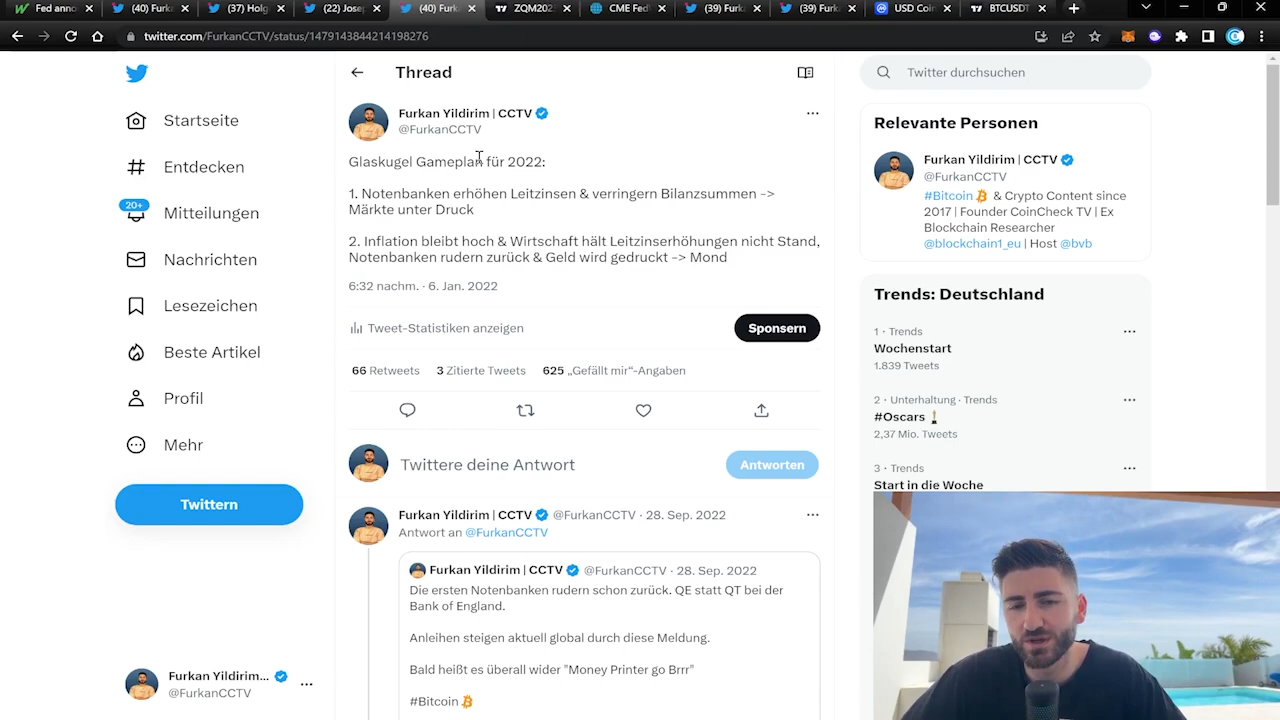 Fed anno
(40) Furka
(37) Holg
(22) Josep
(40) Furka
ZQM202
CME FedW
(39) Furka
(39) Furka
USD Coin
BTCUSDT
twitter.com/FurkanCCTV/status/1479143844214198276
Startseite
Entdecken
20+
Mitteilungen
Nachrichten
Lesezeichen
Beste Artikel
Profil
Mehr
Twittern
Furkan Yildirim...
@FurkanCCTV
Thread
Furkan Yildirim | CCTV
@FurkanCCTV
Glaskugel Gameplan für 2022:
1. Notenbanken erhöhen Leitzinsen & verringern Bilanzsummen ->
Märkte unter Druck
2. Inflation bleibt hoch & Wirtschaft hält Leitzinserhöhungen nicht Stand,
Notenbanken rudern zurück & Geld wird gedruckt -> Mond
6:32 nachm. · 6. Jan. 2022
Tweet-Statistiken anzeigen
Sponsern
66 Retweets 3 Zitierte Tweets 625 „Gefällt mir“-Angaben
Twittere deine Antwort
Antworten
Furkan Yildirim | CCTV @FurkanCCTV · 28. Sep. 2022
Antwort an @FurkanCCTV
Furkan Yildirim | CCTV @FurkanCCTV · 28. Sep. 2022
Die ersten Notenbanken rudern schon zurück. QE statt QT bei der
Bank of England.
Anleihen steigen aktuell global durch diese Meldung.
Bald heißt es überall wider "Money Printer go Brrr"
#Bitcoin
Twitter durchsuchen
Relevante Personen
Furkan Yildirim | CCTV
@FurkanCCTV
#Bitcoin & Crypto Content since
2017 | Founder CoinCheck TV | Ex
Blockchain Researcher
@blockchain1_eu | Host @bvb
Trends: Deutschland
1 · Trends
Wochenstart
1.839 Tweets
2 · Unterhaltung · Trends
#Oscars
2,37 Mio. Tweets
3 · Trends
Start in die Woche